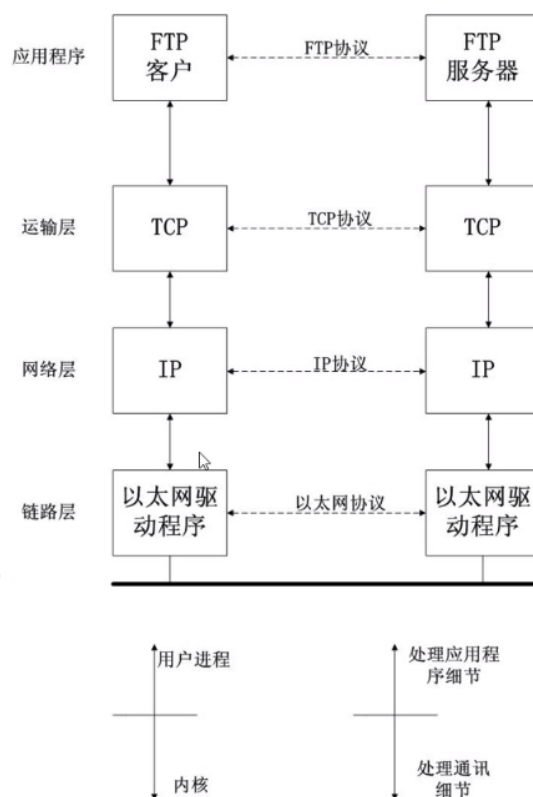 应用程序
FTP
客户
FTP协议
FTP
服务器
运输层
TCP
TCP协议
TCP
网络层
IP
IP协议
IP
链路层
以太网驱
动程序
以太网协议
以太网驱
动程序
用户进程
内核
处理应用程
序细节
处理通讯
细节